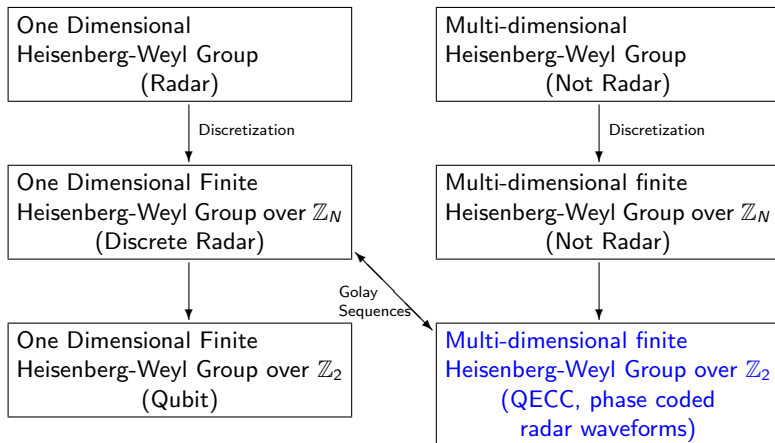 One Dimensional
Heisenberg-Weyl Group
(Radar)
Multi-dimensional
Heisenberg-Weyl Group
(Not Radar)
Discretization
Discretization
One Dimensional Finite
Heisenberg-Weyl Group over ℤ_N
(Discrete Radar)
Multi-dimensional finite
Heisenberg-Weyl Group over ℤ_N
(Not Radar)
Golay
Sequences
One Dimensional Finite
Heisenberg-Weyl Group over ℤ_2
(Qubit)
Multi-dimensional finite
Heisenberg-Weyl Group over ℤ_2
(QECC, phase coded
radar waveforms)